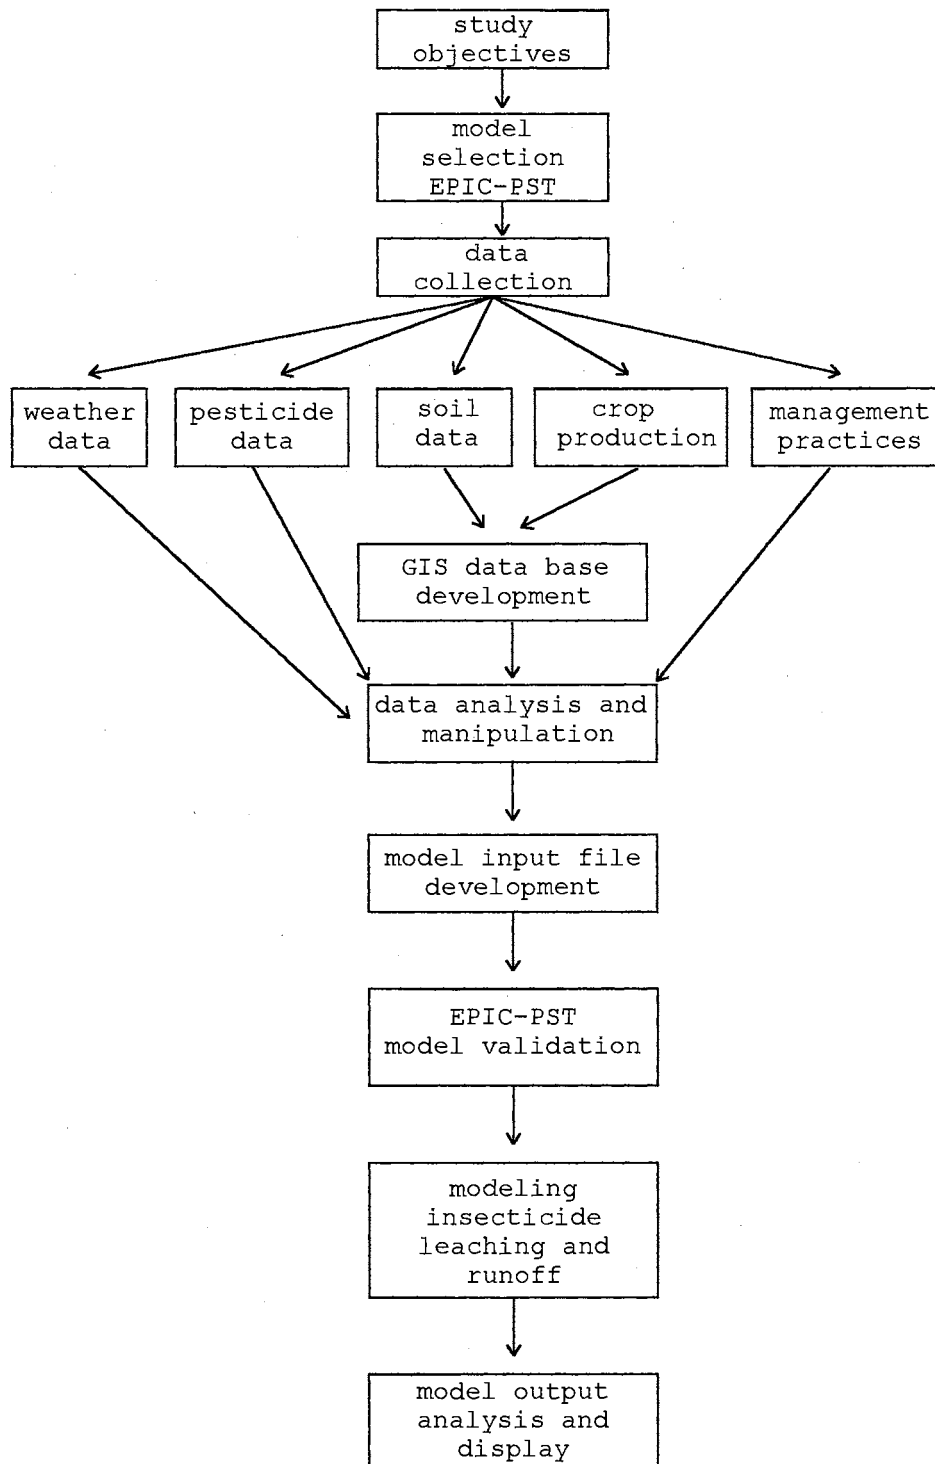 study
objectives
model
selection
EPIC-PST
data
collection
weather
data
pesticide
data
soil
data
crop
production
management
practices
GIS data base
development
data analysis and
manipulation
model input file
development
EPIC-PST
model validation
modeling
insecticide
leaching and
runoff
model output
analysis and
display